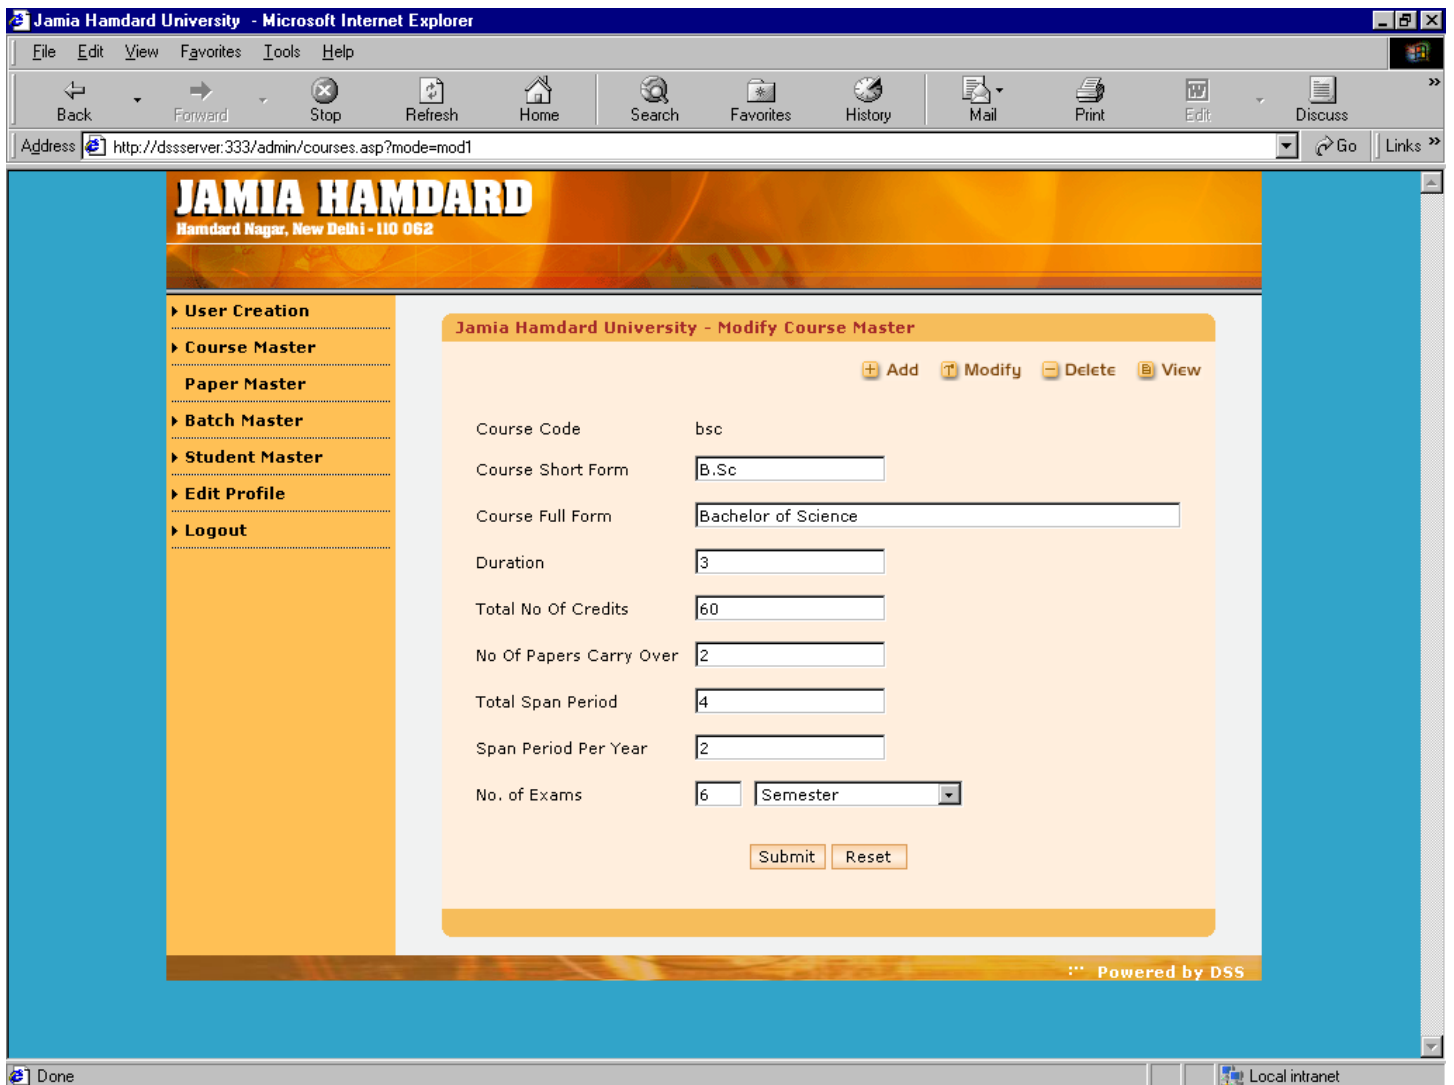 Jamia Hamdard University - Microsoft Internet Explorer
File Edit View Favorites Tools Help
Back Forward Stop Refresh Home Search Favorites History Mail Print Edit Discuss »
Address http://dssserver:333/admin/courses.asp?mode=mod1 Go Links »
JAMIA HAMDARD
Hamdard Nagar, New Delhi - 110 062
User Creation
Course Master
Paper Master
Batch Master
Student Master
Edit Profile
Logout
Jamia Hamdard University - Modify Course Master
Add Modify Delete View
Course Code bsc
Course Short Form B.Sc
Course Full Form Bachelor of Science
Duration 3
Total No Of Credits 60
No Of Papers Carry Over 2
Total Span Period 4
Span Period Per Year 2
No. of Exams 6 Semester
Submit Reset
Powered by DSS
Done Local intranet